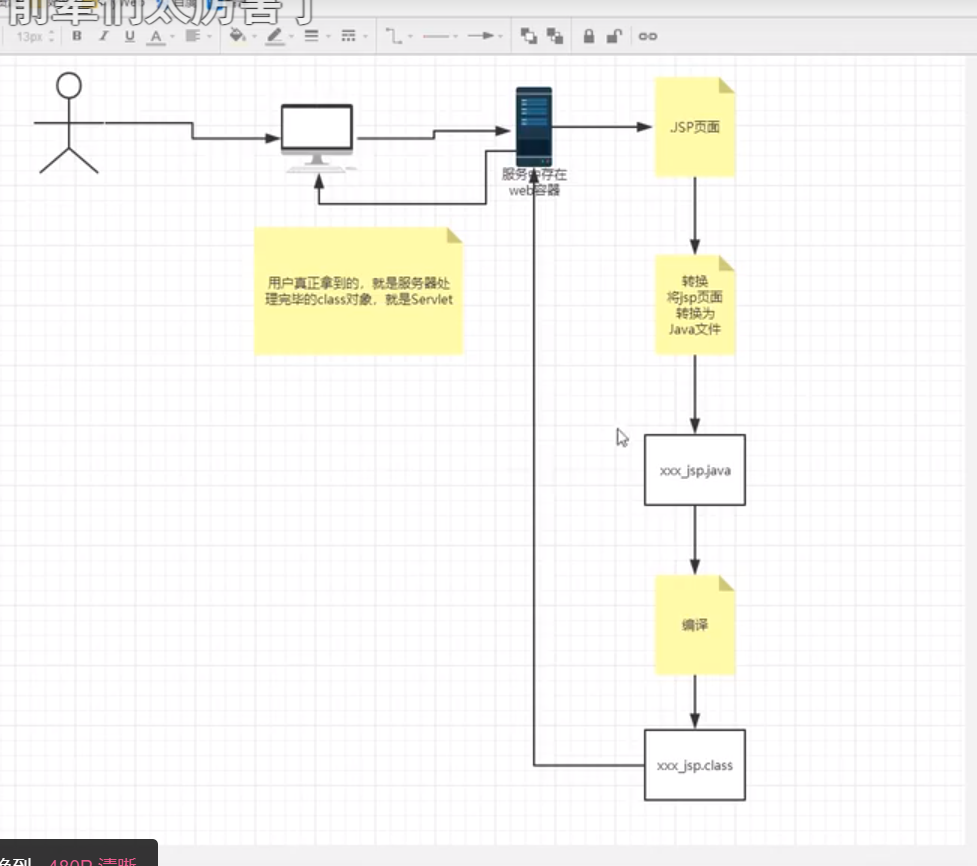 前辈们太厉害了
13px B I U A
.JSP页面
服务中存在
web容器
用户真正拿到的，就是服务器处
理完毕的class对象，就是Servlet
转换
将jsp页面
转换为
Java文件
xxx_jsp.java
编译
xxx_jsp.class
480P 清晰